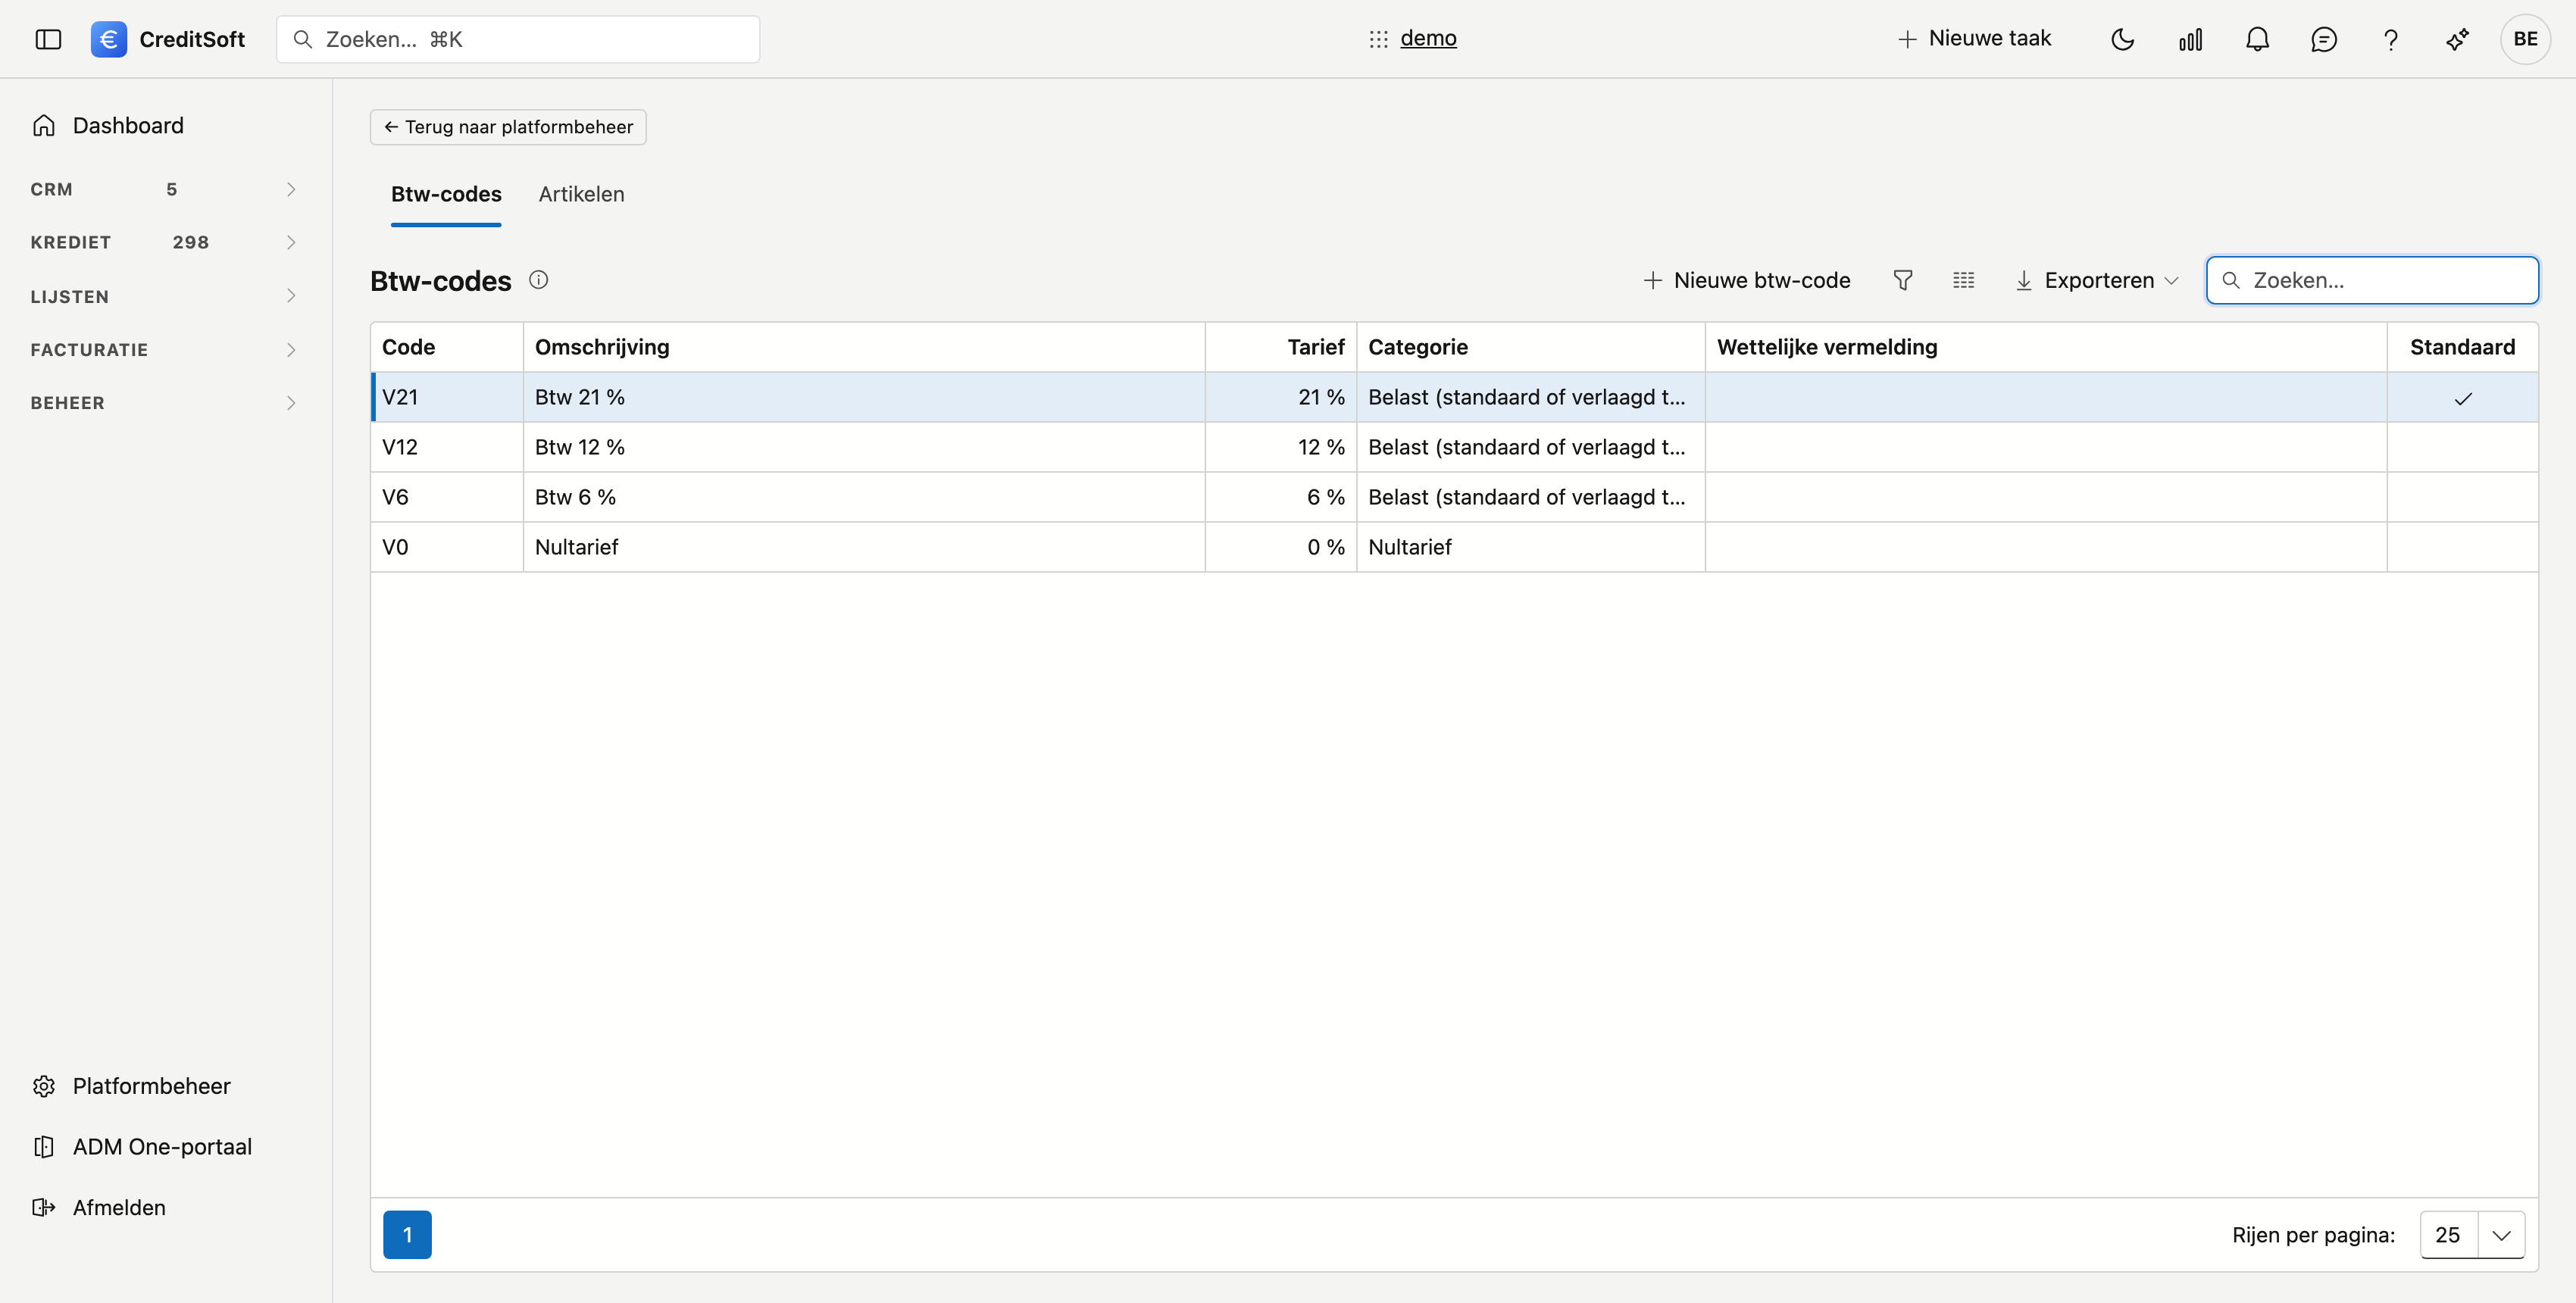 € CreditSoft
Zoeken... ⌘K
demo
Nieuwe taak
BE
Dashboard
CRM 5
KREDIET 298
LIJSTEN
FACTURATIE
BEHEER
Platformbeheer
ADM One-portaal
Afmelden
← Terug naar platformbeheer
Btw-codes Artikelen
Btw-codes
Nieuwe btw-code
Exporteren
Zoeken...
Code Omschrijving Tarief Categorie Wettelijke vermelding Standaard
V21 Btw 21 % 21 % Belast (standaard of verlaagd t... ✓
V12 Btw 12 % 12 % Belast (standaard of verlaagd t...
V6 Btw 6 % 6 % Belast (standaard of verlaagd t...
V0 Nultarief 0 % Nultarief
1
Rijen per pagina: 25